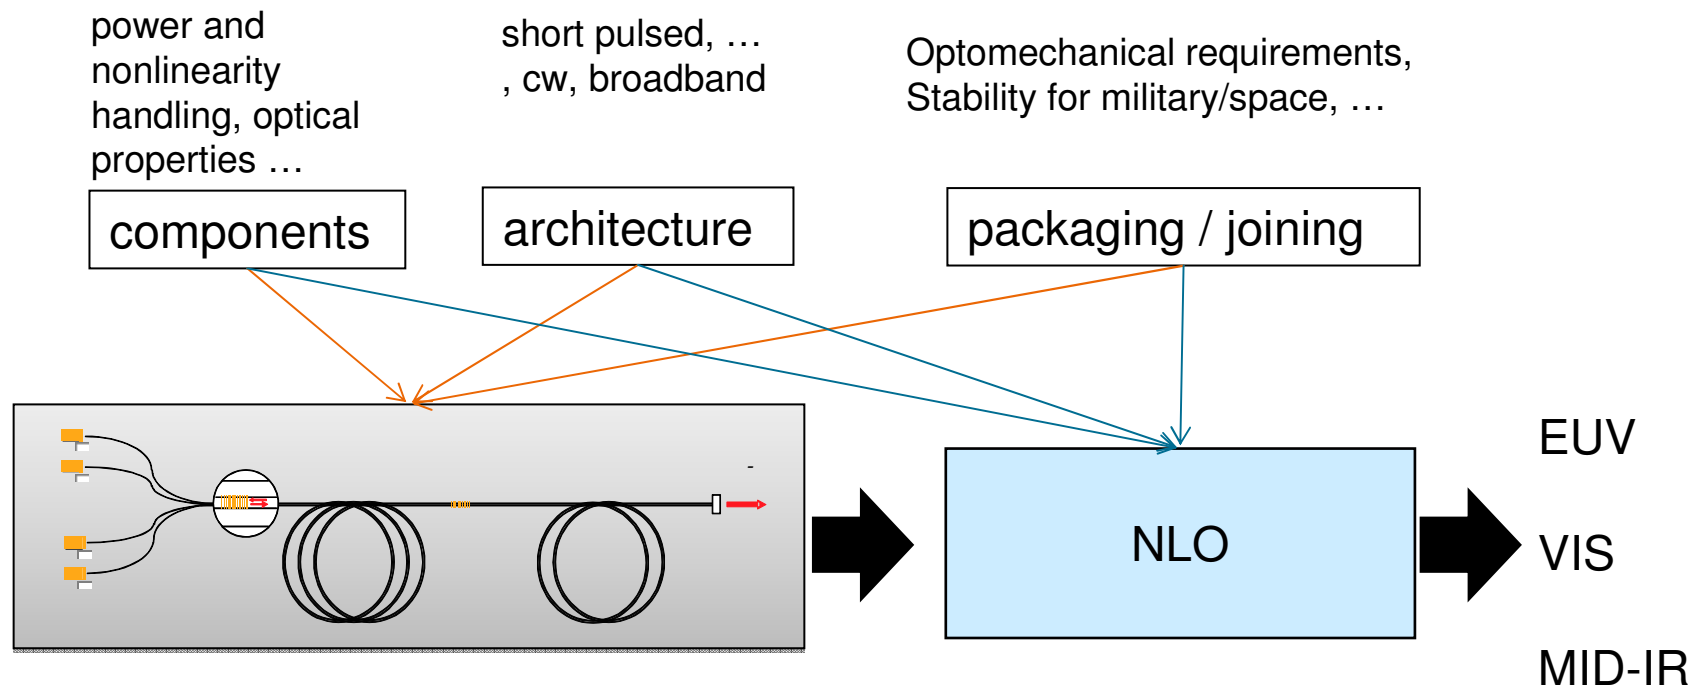 power and
nonlinearity
handling, optical
properties …
short pulsed, …
, cw, broadband
Optomechanical requirements,
Stability for military/space, …
components
architecture
packaging / joining
-
NLO
EUV
VIS
MID-IR